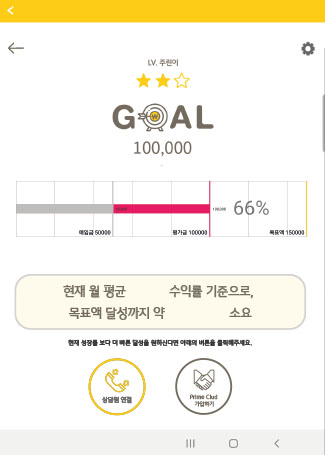 LV. 주린이
GOAL
100,000
66%
매입금 50000
평가금 100000
목표액 150000
현재 월 평균 수익률 기준으로,
목표액 달성까지 약 소요
현재 성장률 보다 더 빠른 달성을 원하신다면 아래의 버튼을 클릭해주세요.
상담원 연결
Prime Club
가입하기